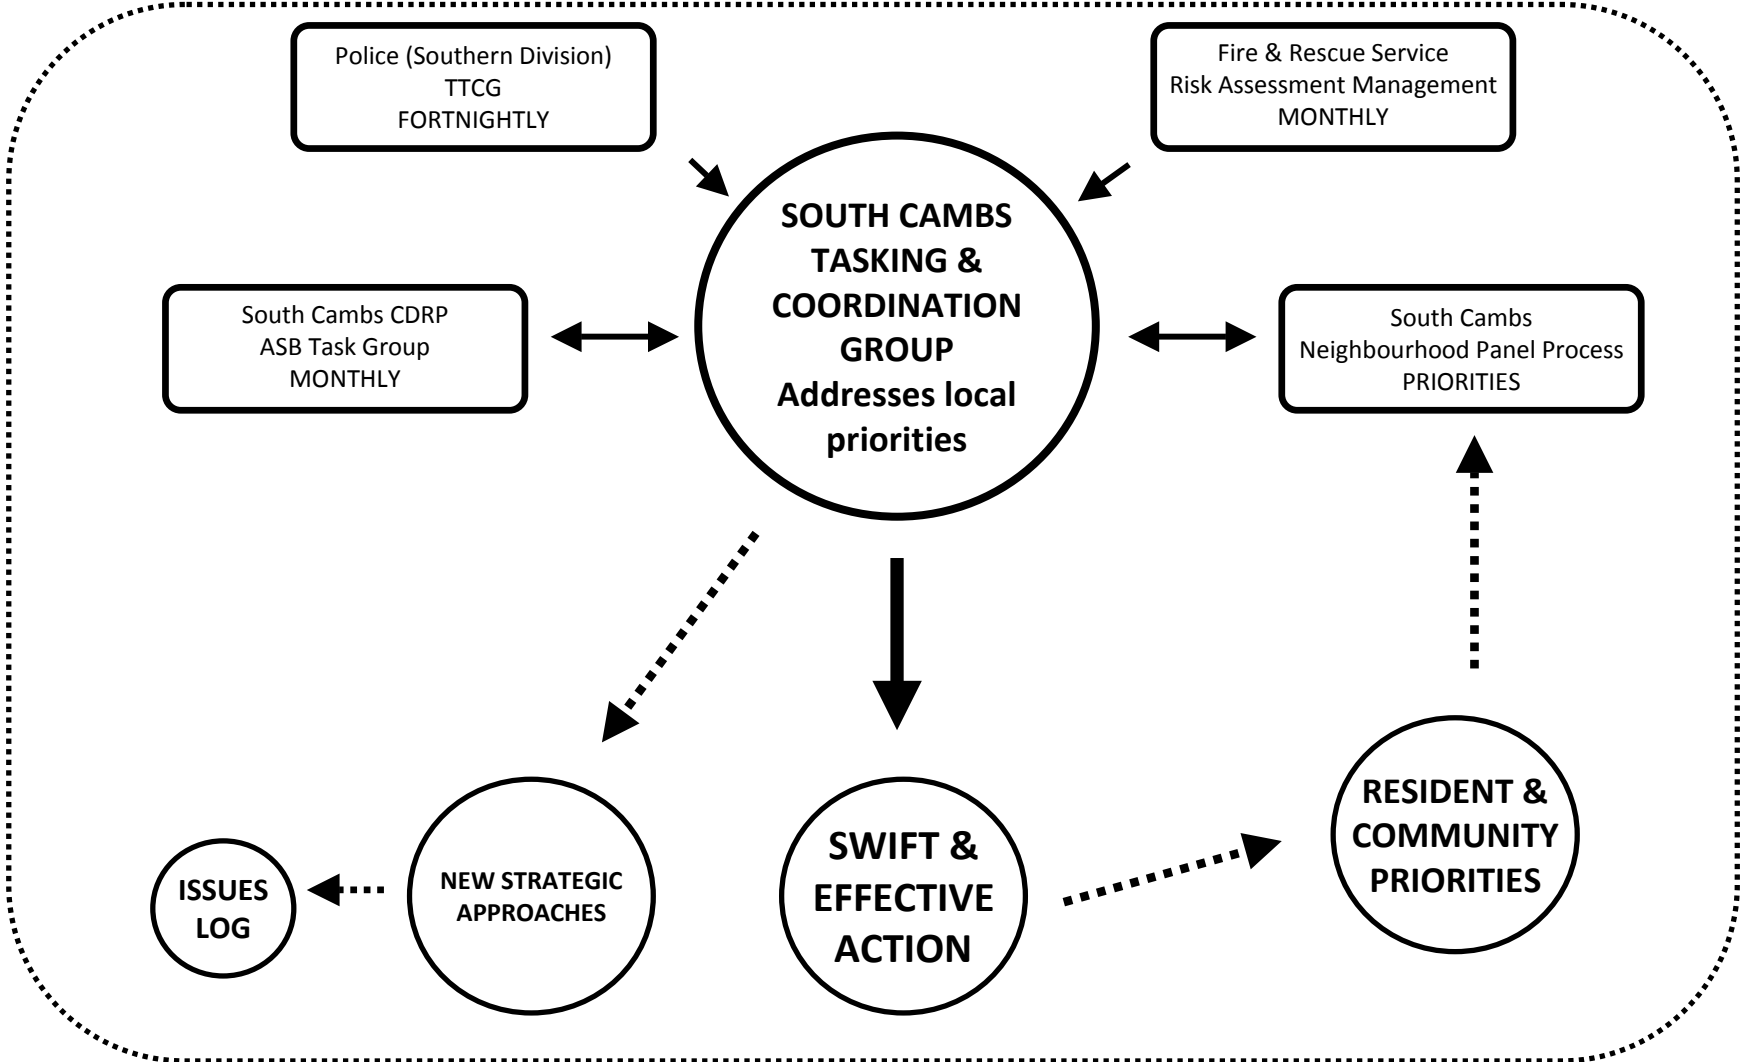 Police (Southern Division)
TTCG
FORTNIGHTLY
Fire & Rescue Service
Risk Assessment Management
MONTHLY
SOUTH CAMBS
TASKING &
COORDINATION
GROUP
Addresses local
priorities
South Cambs CDRP
ASB Task Group
MONTHLY
South Cambs
Neighbourhood Panel Process
PRIORITIES
ISSUES
LOG
NEW STRATEGIC
APPROACHES
SWIFT &
EFFECTIVE
ACTION
RESIDENT &
COMMUNITY
PRIORITIES